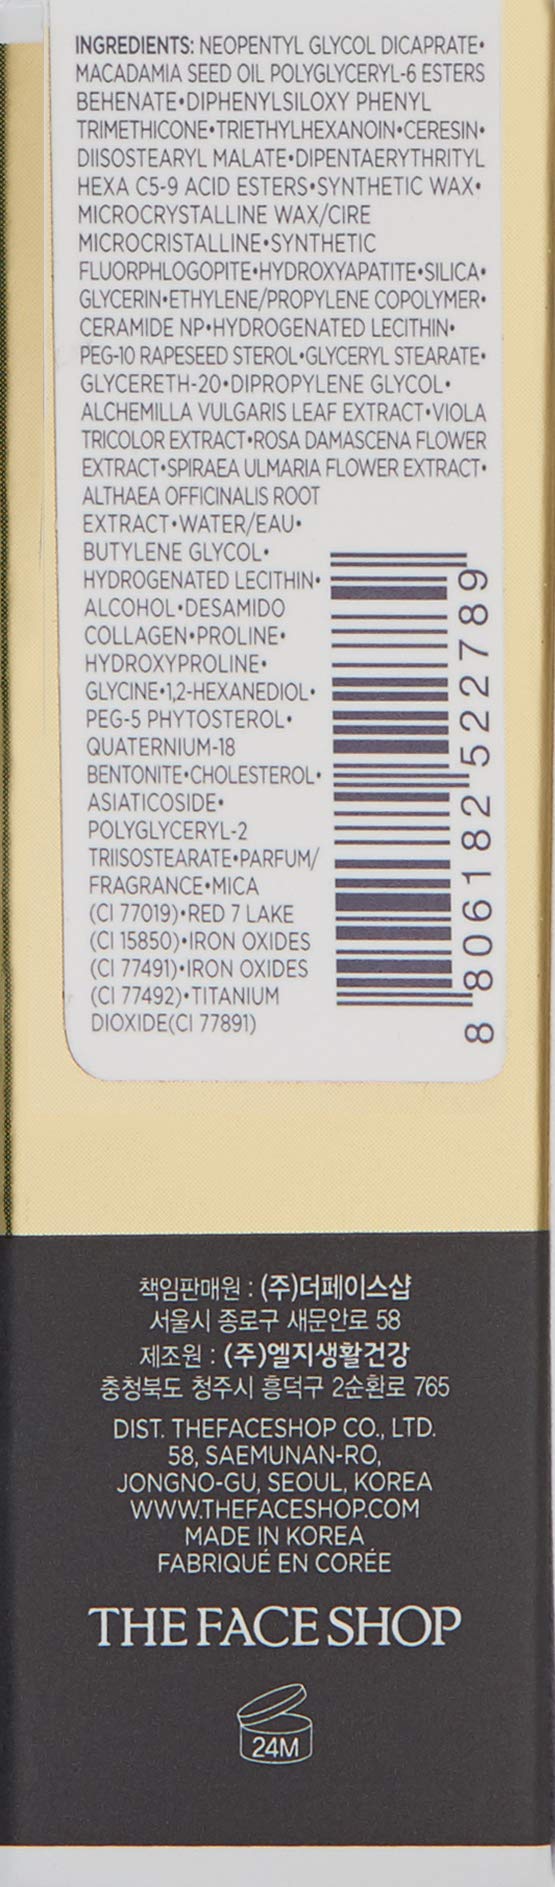 INGREDIENTS: NEOPENTYL GLYCOL DICAPRATE•
MACADAMIA SEED OIL POLYGLYCERYL-6 ESTERS
BEHENATE•DIPHENYLSILOXY PHENYL
TRIMETHICONE•TRIETHYLHEXANOIN•CERESIN•
DIISOSTEARYL MALATE•DIPENTAERYTHRITYL
HEXA C5-9 ACID ESTERS•SYNTHETIC WAX•
MICROCRYSTALLINE WAX/CIRE
MICROCRISTALLINE•SYNTHETIC
FLUORPHLOGOPITE•HYDROXYAPATITE•SILICA•
GLYCERIN•ETHYLENE/PROPYLENE COPOLYMER•
CERAMIDE NP•HYDROGENATED LECITHIN•
PEG-10 RAPESEED STEROL•GLYCERYL STEARATE•
GLYCERETH-20•DIPROPYLENE GLYCOL•
ALCHEMILLA VULGARIS LEAF EXTRACT•VIOLA
TRICOLOR EXTRACT•ROSA DAMASCENA FLOWER
EXTRACT•SPIRAEA ULMARIA FLOWER EXTRACT•
ALTHAEA OFFICINALIS ROOT
EXTRACT•WATER/EAU•
BUTYLENE GLYCOL•
HYDROGENATED LECITHIN•
ALCOHOL•DESAMIDO
COLLAGEN•PROLINE•
HYDROXYPROLINE•
GLYCINE•1,2-HEXANEDIOL•
PEG-5 PHYTOSTEROL•
QUATERNIUM-18
BENTONITE•CHOLESTEROL•
ASIATICOSIDE•
POLYGLYCERYL-2
TRIISOSTEARATE•PARFUM/
FRAGRANCE•MICA
(CI 77019)•RED 7 LAKE
(CI 15850)•IRON OXIDES
(CI 77491)•IRON OXIDES
(CI 77492)•TITANIUM
DIOXIDE(CI 77891)
8 806182 522789
책임판매원 : (주)더페이스샵
서울시 종로구 새문안로 58
제조원 : (주)엘지생활건강
충청북도 청주시 흥덕구 2순환로 765
DIST. THEFACESHOP CO., LTD.
58, SAEMUNAN-RO,
JONGNO-GU, SEOUL, KOREA
WWW.THEFACESHOP.COM
MADE IN KOREA
FABRIQUÉ EN CORÉE
THE FACE SHOP
24M